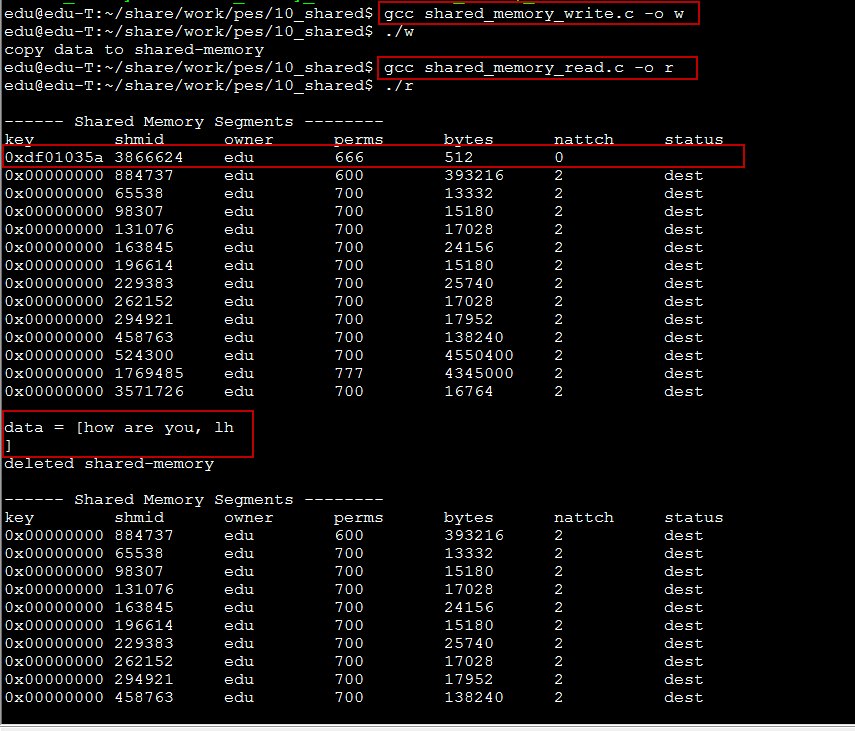 edu@edu-T:~/share/work/pes/10_shared$ gcc shared_memory_write.c -o w
edu@edu-T:~/share/work/pes/10_shared$ ./w
copy data to shared-memory
edu@edu-T:~/share/work/pes/10_shared$ gcc shared_memory_read.c -o r
edu@edu-T:~/share/work/pes/10_shared$ ./r
------ Shared Memory Segments --------
key shmid owner perms bytes nattch status
0xdf01035a 3866624 edu 666 512 0
0x00000000 884737 edu 600 393216 2 dest
0x00000000 65538 edu 700 13332 2 dest
0x00000000 98307 edu 700 15180 2 dest
0x00000000 131076 edu 700 17028 2 dest
0x00000000 163845 edu 700 24156 2 dest
0x00000000 196614 edu 700 15180 2 dest
0x00000000 229383 edu 700 25740 2 dest
0x00000000 262152 edu 700 17028 2 dest
0x00000000 294921 edu 700 17952 2 dest
0x00000000 458763 edu 700 138240 2 dest
0x00000000 524300 edu 700 4550400 2 dest
0x00000000 1769485 edu 777 4345000 2 dest
0x00000000 3571726 edu 700 16764 2 dest
data = [how are you, lh
]
deleted shared-memory
------ Shared Memory Segments --------
key shmid owner perms bytes nattch status
0x00000000 884737 edu 600 393216 2 dest
0x00000000 65538 edu 700 13332 2 dest
0x00000000 98307 edu 700 15180 2 dest
0x00000000 131076 edu 700 17028 2 dest
0x00000000 163845 edu 700 24156 2 dest
0x00000000 196614 edu 700 15180 2 dest
0x00000000 229383 edu 700 25740 2 dest
0x00000000 262152 edu 700 17028 2 dest
0x00000000 294921 edu 700 17952 2 dest
0x00000000 458763 edu 700 138240 2 dest